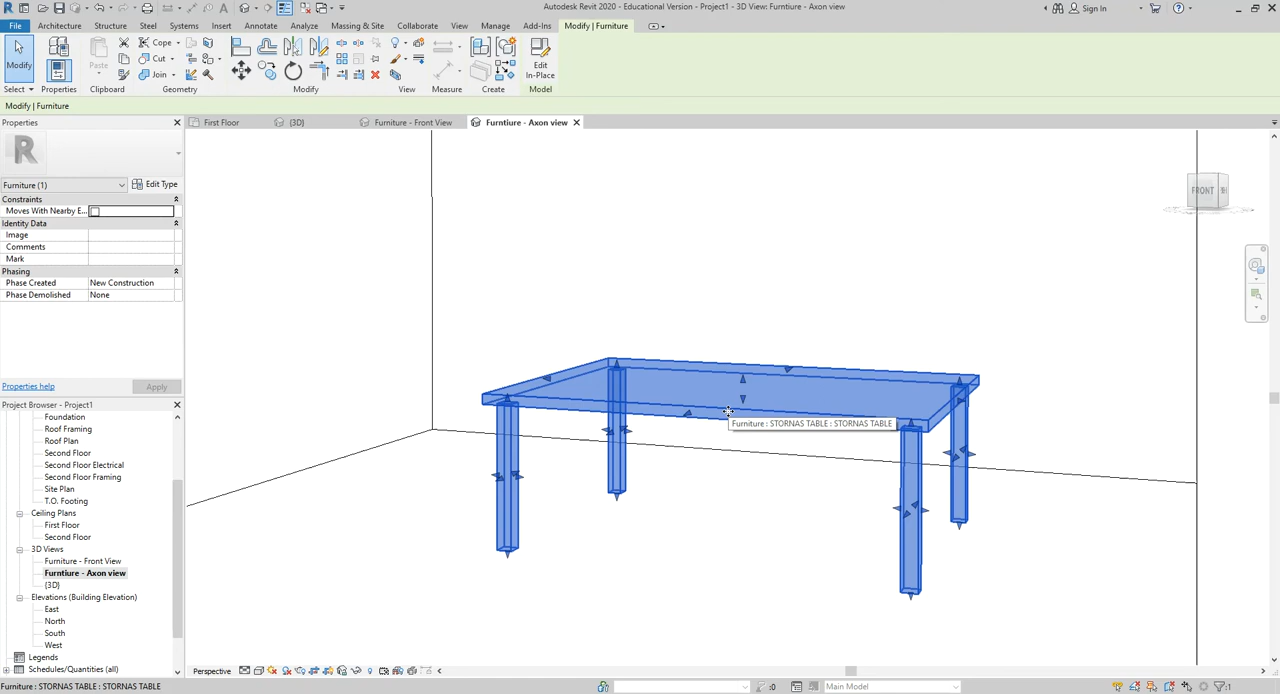 Autodesk Revit 2020 - Educational Version - Project1 - 3D View: Furntiure - Axon view
Sign In
File Architecture Structure Steel Systems Insert Annotate Analyze Massing & Site Collaborate View Manage Add-Ins Modify | Furniture
Modify
Paste
Cope
Cut
Join
Edit
In-Place
Select Properties Clipboard Geometry Modify View Measure Create Model
Modify | Furniture
Properties
First Floor
{3D}
Furniture - Front View
Furntiure - Axon view
R
FRONT
Furniture (1)
Edit Type
Constraints
Moves With Nearby E...
Identity Data
Image
Comments
Mark
Phasing
Phase Created New Construction
Phase Demolished None
Properties help
Apply
Furniture : STORNAS TABLE : STORNAS TABLE
Project Browser - Project1
Foundation
Roof Framing
Roof Plan
Second Floor
Second Floor Electrical
Second Floor Framing
Site Plan
T.O. Footing
Ceiling Plans
First Floor
Second Floor
3D Views
Furniture - Front View
Furntiure - Axon view
{3D}
Elevations (Building Elevation)
East
North
South
West
Legends
Schedules/Quantities (all)
Perspective
Furniture : STORNAS TABLE : STORNAS TABLE
:0
Main Model
:1